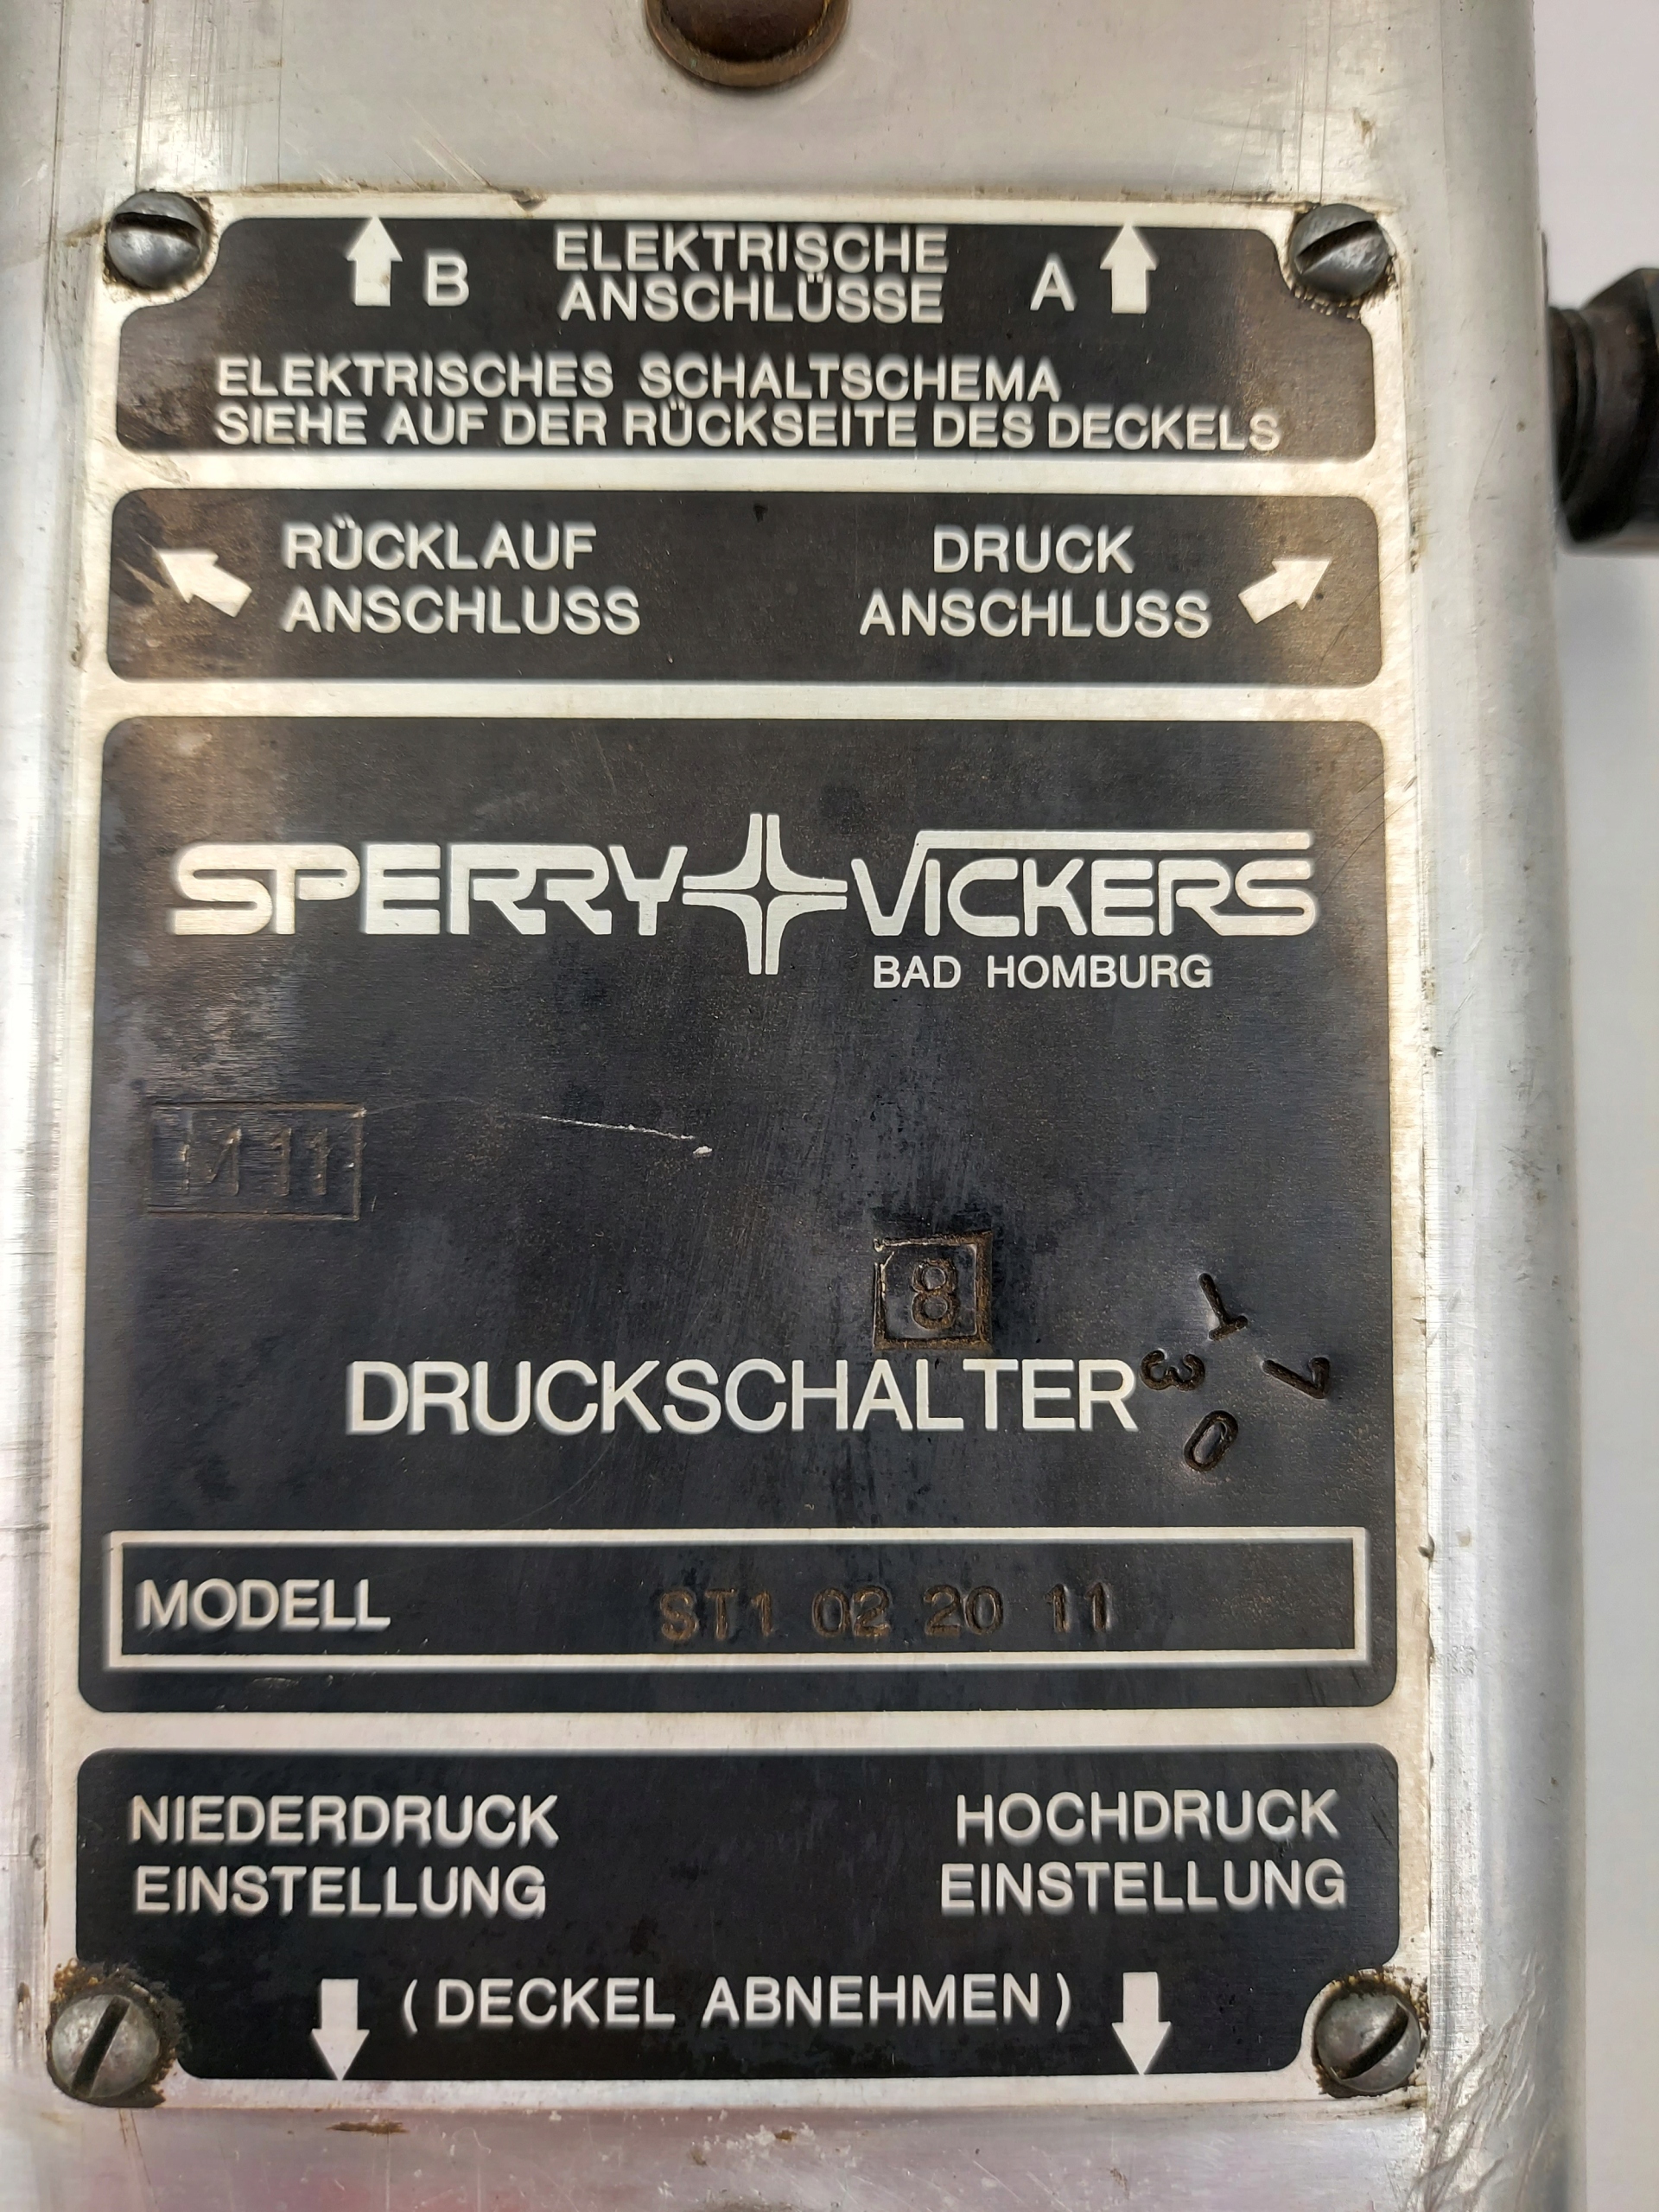 B ELEKTRISCHE A
ANSCHLÜSSE
ELEKTRISCHES SCHALTSCHEMA
SIEHE AUF DER RÜCKSEITE DES DECKELS
RÜCKLAUF
ANSCHLUSS
DRUCK
ANSCHLUSS
SPERRY VICKERS
BAD HOMBURG
8
DRUCKSCHALTER
MODELL ST1 02 20 11
NIEDERDRUCK
EINSTELLUNG
HOCHDRUCK
EINSTELLUNG
(DECKEL ABNEHMEN)